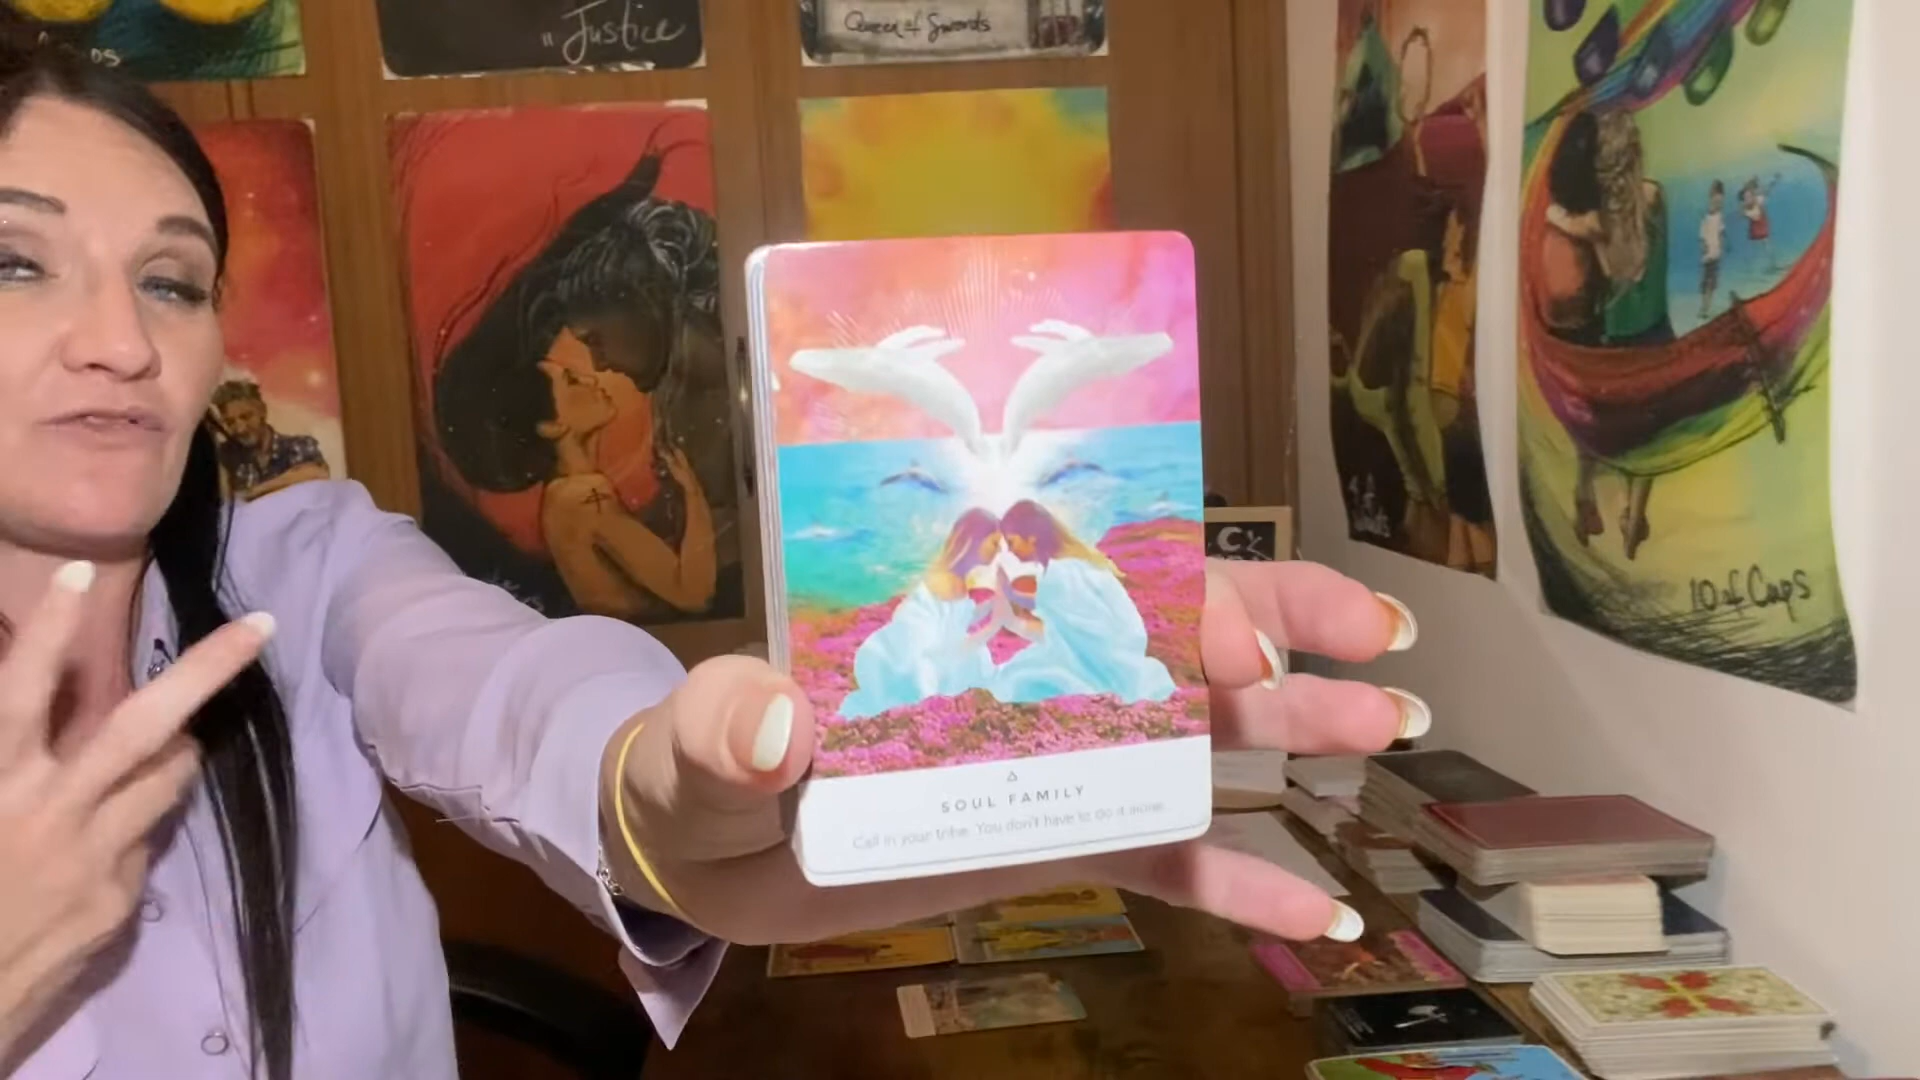 "Justice
Queen of Swords
10 of Cups
SOUL FAMILY
Call in your tribe. You don't have to do it alone.